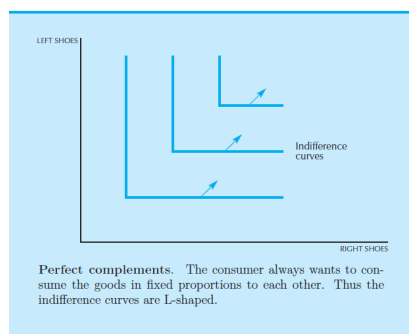 LEFT SHOES
Indifference
curves
RIGHT SHOES
Perfect complements. The consumer always wants to con-
sume the goods in fixed proportions to each other. Thus the
indifference curves are L-shaped.